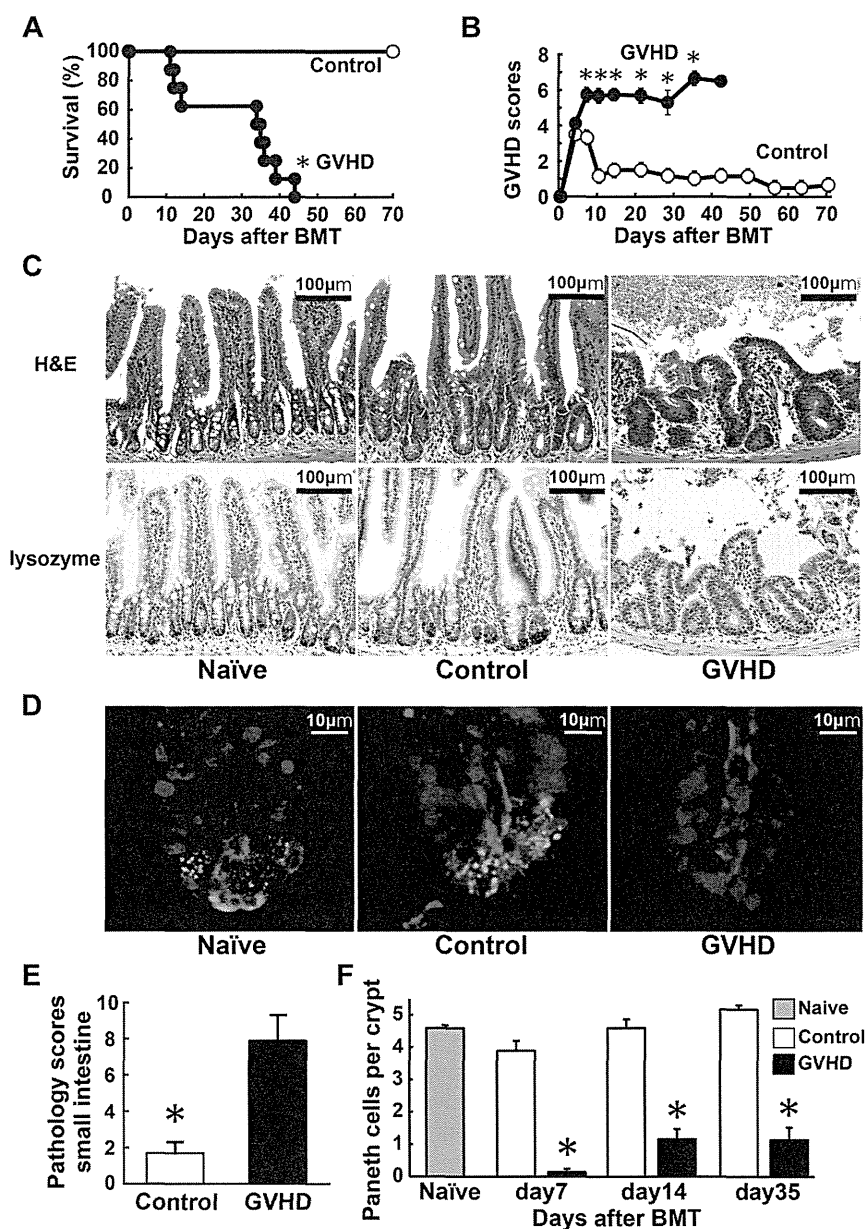 A
Survival (%)
100
80
60
40
20
0
Control
* GVHD
0 10 20 30 40 50 60 70
Days after BMT
B
GVHD scores
8
6
4
2
0
GVHD
* * * * * *
Control
0 10 20 30 40 50 60 70
Days after BMT
C
H&E
100µm
100µm
100µm
lysozyme
100µm
100µm
100µm
Naïve
Control
GVHD
D
10µm
10µm
10µm
Naïve
Control
GVHD
E
Pathology scores
small intestine
10
8
6
4
2
0
*
Control
GVHD
F
Paneth cells per crypt
5
4
3
2
1
0
*
*
*
Naive
Control
GVHD
Naïve
day7
day14
day35
Days after BMT